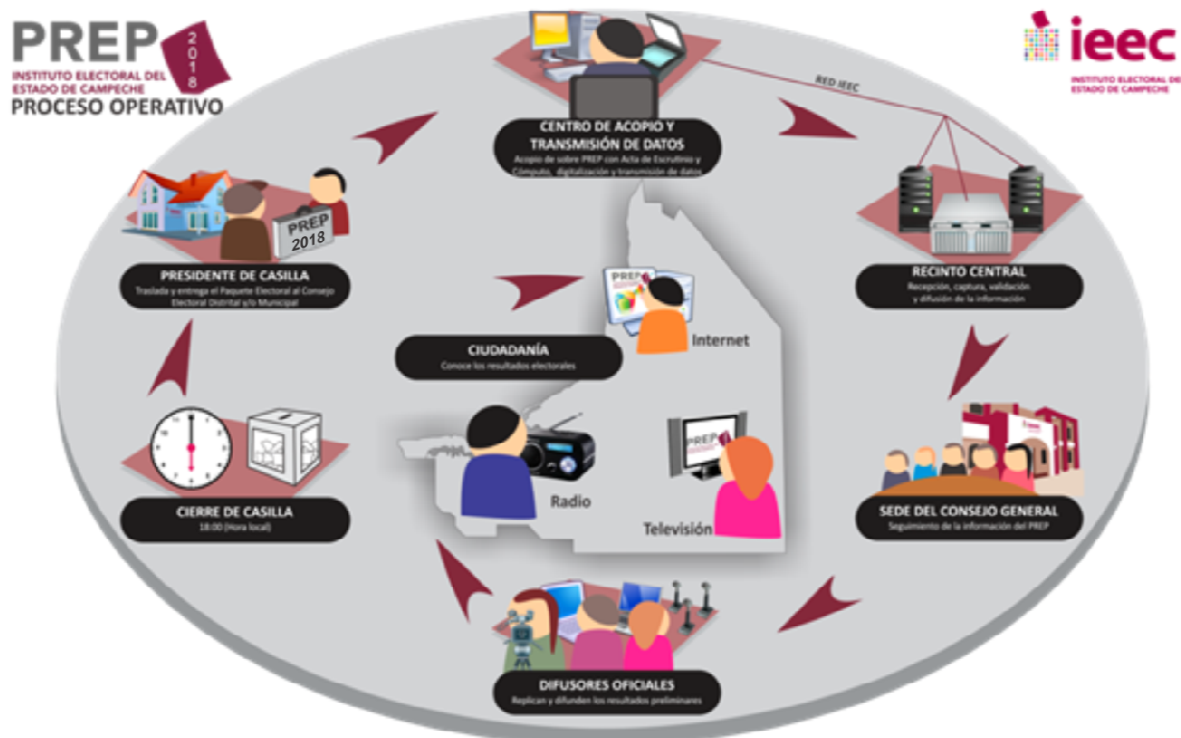 PREP
2018
INSTITUTO ELECTORAL DEL
ESTADO DE CAMPECHE
PROCESO OPERATIVO
ieec
INSTITUTO ELECTORAL DEL
ESTADO DE CAMPECHE
RED IEEC
CENTRO DE ACOPIO Y
TRANSMISIÓN DE DATOS
Acopio de sobre PREP con Acta de Escrutinio y
Cómputo, digitalización y transmisión de datos
PREP
2018
PRESIDENTE DE CASILLA
Traslada y entrega el Paquete Electoral al Consejo
Electoral Distrital y/o Municipal
RECINTO CENTRAL
Recepción, captura, validación
y difusión de la información
PREP
Internet
CIUDADANÍA
Conoce los resultados electorales
CIERRE DE CASILLA
18:00 (Hora local)
Radio
PREP
Televisión
ieec
SEDE DEL CONSEJO GENERAL
Seguimiento de la información del PREP
DIFUSORES OFICIALES
Replican y difunden los resultados preliminares